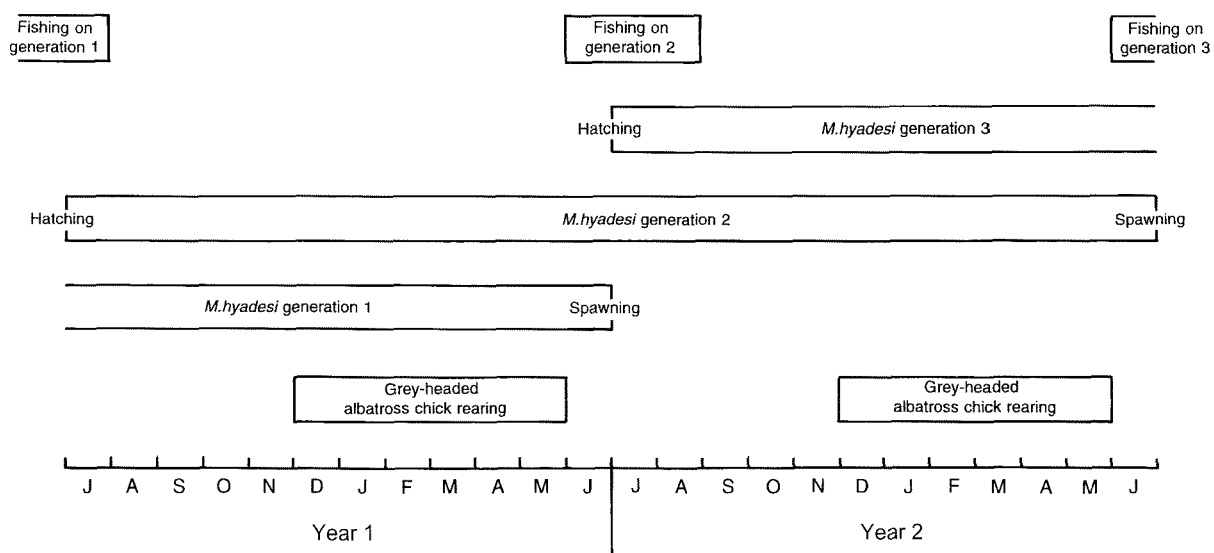 Fishing on
generation 1
Fishing on
generation 2
Fishing on
generation 3
Hatching
M.hyadesi generation 3
Hatching
M.hyadesi generation 2
Spawning
M.hyadesi generation 1
Spawning
Grey-headed
albatross chick rearing
Grey-headed
albatross chick rearing
J A S O N D J F M A M J J A S O N D J F M A M J
Year 1
Year 2